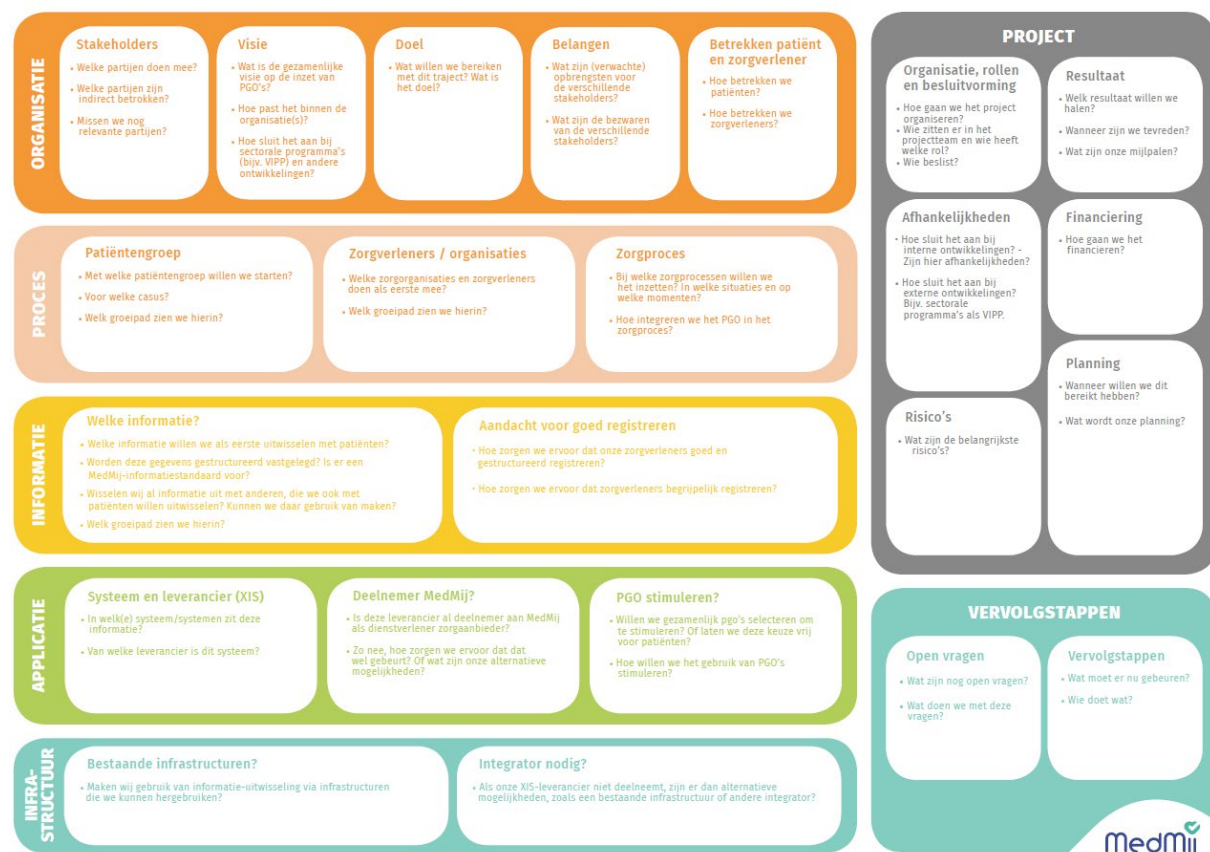 ORGANISATIE
Stakeholders
• Welke partijen doen mee?
• Welke partijen zijn
indirect betrokken?
• Missen we nog
relevante partijen?
Visie
• Wat is de gezamenlijke
visie op de inzet van
PGO's?
• Hoe past het binnen de
organisatie(s)?
• Hoe sluit het aan bij
sectorale programma's
(bijv. VIPP) en andere
ontwikkelingen?
Doel
• Wat willen we bereiken
met dit traject? Wat is
het doel?
Belangen
• Wat zijn (verwachte)
opbrengsten voor
de verschillende
stakeholders?
• Wat zijn de bezwaren
van de verschillende
stakeholders?
Betrekken patiënt
en zorgverlener
• Hoe betrekken we
patiënten?
• Hoe betrekken we
zorgverleners?
PROCES
Patiëntengroep
• Met welke patiëntengroep willen we starten?
• Voor welke casus?
• Welk groeipad zien we hierin?
Zorgverleners / organisaties
• Welke zorgorganisaties en zorgverleners
doen als eerste mee?
• Welk groeipad zien we hierin?
Zorgproces
• Bij welke zorgprocessen willen we
het inzetten? In welke situaties en op
welke momenten?
• Hoe integreren we het PGO in het
zorgproces?
INFORMATIE
Welke informatie?
• Welke informatie willen we als eerste uitwisselen met patiënten?
• Worden deze gegevens gestructureerd vastgelegd? Is er een
MedMij-informatiestandaard voor?
• Wisselen wij al informatie uit met anderen, die we ook met
patiënten willen uitwisselen? Kunnen we daar gebruik van maken?
• Welk groeipad zien we hierin?
Aandacht voor goed registreren
• Hoe zorgen we ervoor dat onze zorgverleners goed en
gestructureerd registreren?
• Hoe zorgen we ervoor dat zorgverleners begrijpelijk registreren?
APPLICATIE
Systeem en leverancier (XIS)
• In welk(e) systeem/systemen zit deze
informatie?
• Van welke leverancier is dit systeem?
Deelnemer MedMij?
• Is deze leverancier al deelnemer aan MedMij
als dienstverlener zorgaanbieder?
• Zo nee, hoe zorgen we ervoor dat dat
wel gebeurt? Of wat zijn onze alternatieve
mogelijkheden?
PGO stimuleren?
• Willen we gezamenlijk pgo's selecteren om
te stimuleren? Of laten we deze keuze vrij
voor patiënten?
• Hoe willen we het gebruik van PGO's
stimuleren?
INFRA-
STRUCTUUR
Bestaande infrastructuren?
• Maken wij gebruik van informatie-uitwisseling via infrastructuren
die we kunnen hergebruiken?
Integrator nodig?
• Als onze XIS-leverancier niet deelneemt, zijn er dan alternatieve
mogelijkheden, zoals een bestaande infrastructuur of andere integrator?
PROJECT
Organisatie, rollen
en besluitvorming
• Hoe gaan we het project
organiseren?
• Wie zitten er in het
projectteam en wie heeft
welke rol?
• Wie beslist?
Resultaat
• Welk resultaat willen we
halen?
• Wanneer zijn we tevreden?
• Wat zijn onze mijlpalen?
Afhankelijkheden
• Hoe sluit het aan bij
interne ontwikkelingen? -
Zijn hier afhankelijkheden?
• Hoe sluit het aan bij
externe ontwikkelingen?
Bijv. sectorale
programma's als VIPP.
Financiering
• Hoe gaan we het
financieren?
Planning
• Wanneer willen we dit
bereikt hebben?
• Wat wordt onze planning?
Risico's
• Wat zijn de belangrijkste
risico's?
VERVOLGSTAPPEN
Open vragen
• Wat zijn nog open vragen?
• Wat doen we met deze
vragen?
Vervolgstappen
• Wat moet er nu gebeuren?
• Wie doet wat?
MedMij